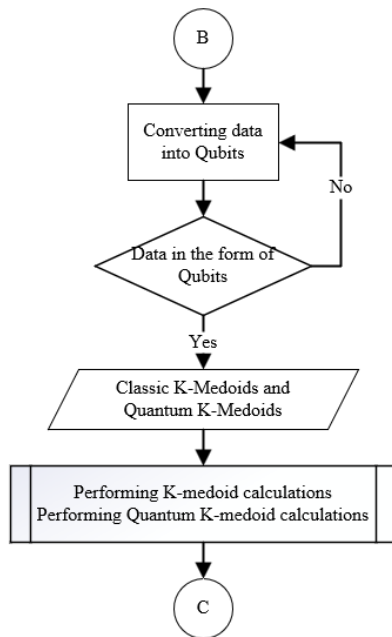 B
Converting data
into Qubits
No
Data in the form of
Qubits
Yes
Classic K-Medoids and
Quantum K-Medoids
Performing K-medoid calculations
Performing Quantum K-medoid calculations
C